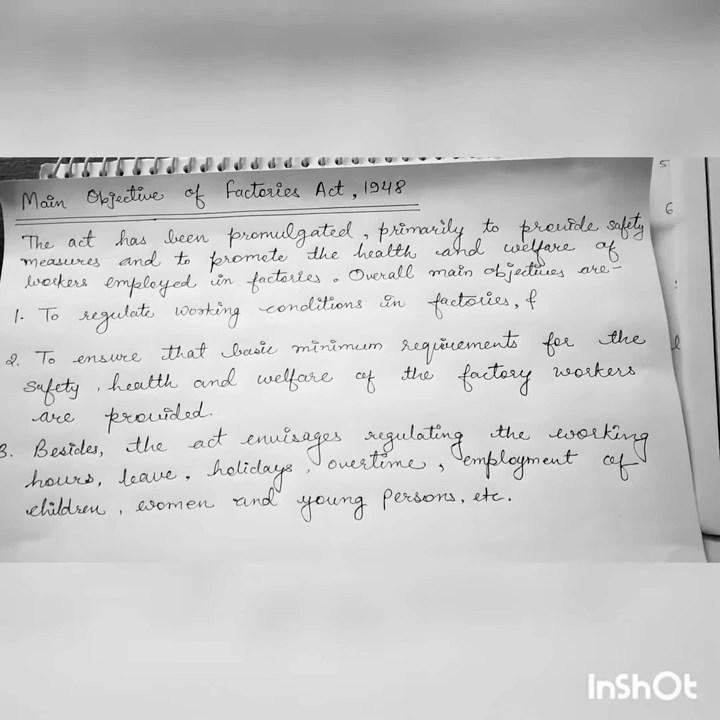 Main Objective of Factories Act, 1948
The act has been promulgated, primarily to provide safety
measures and to promote the health and welfare of
workers employed in factories. Overall main objectives are-
1. To regulate working conditions in factories, &
2. To ensure that basic minimum requirements for the
safety, health and welfare of the factory workers
are provided.
3. Besides, the act envisages regulating the working
hours, leave, holidays, overtime, employment of
children, women and young persons, etc.
5
6
InShOt